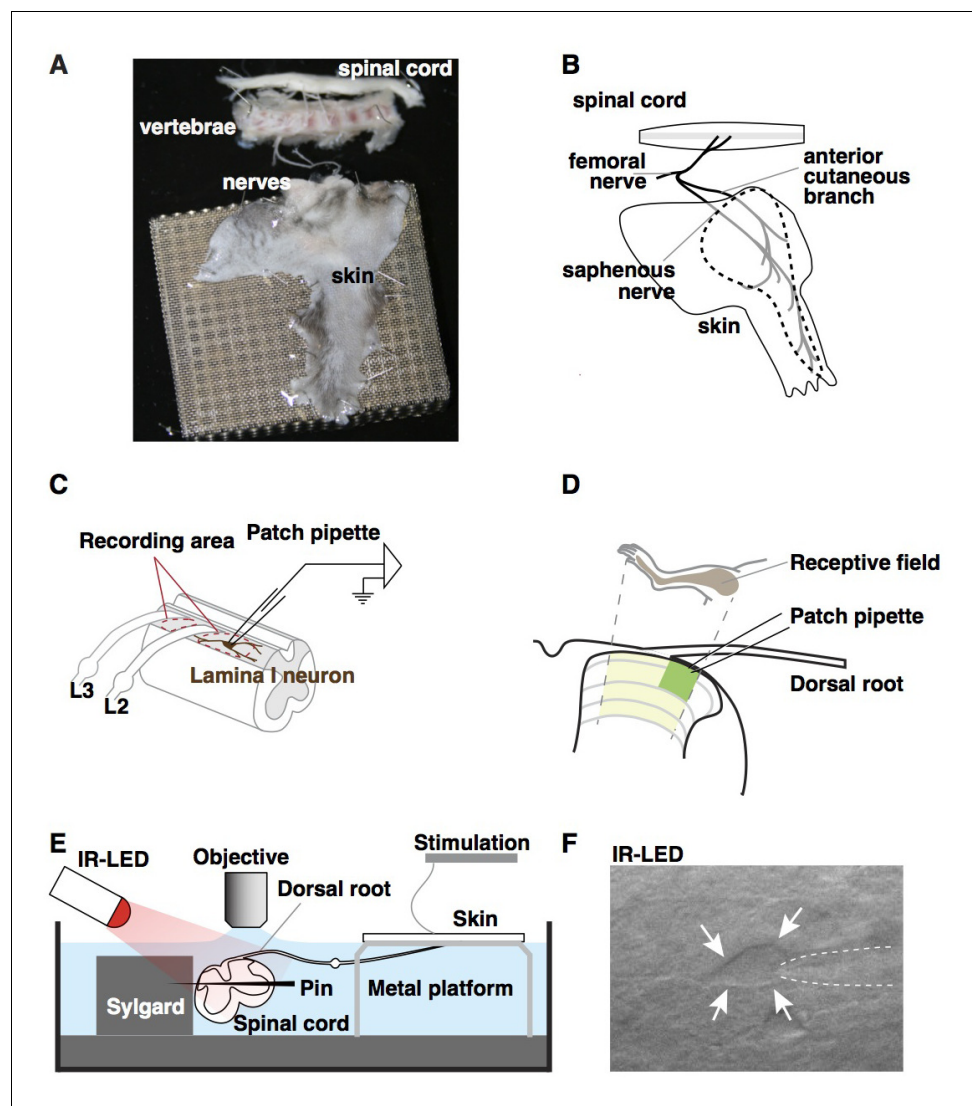 A
spinal cord
vertebrae
nerves
skin
B
spinal cord
femoral
nerve
anterior
cutaneous
branch
saphenous
nerve
skin
C
Recording area
Patch pipette
Lamina I neuron
L3
L2
D
Receptive field
Patch pipette
Dorsal root
E
IR-LED
Objective
Dorsal root
Stimulation
Skin
Pin
Metal platform
Sylgard
Spinal cord
F
IR-LED